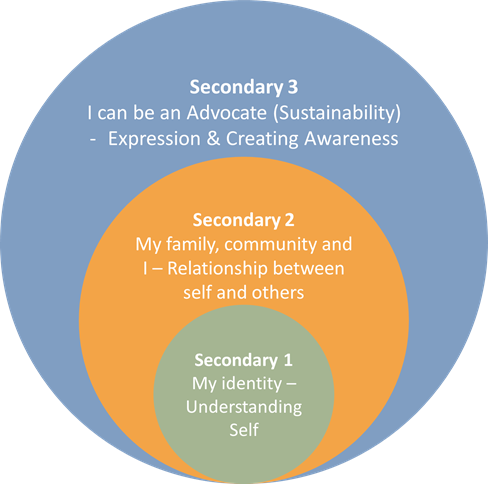 Secondary 3
I can be an Advocate (Sustainability)
- Expression & Creating Awareness
Secondary 2
My family, community and
I – Relationship between
self and others
Secondary 1
My identity –
Understanding
Self